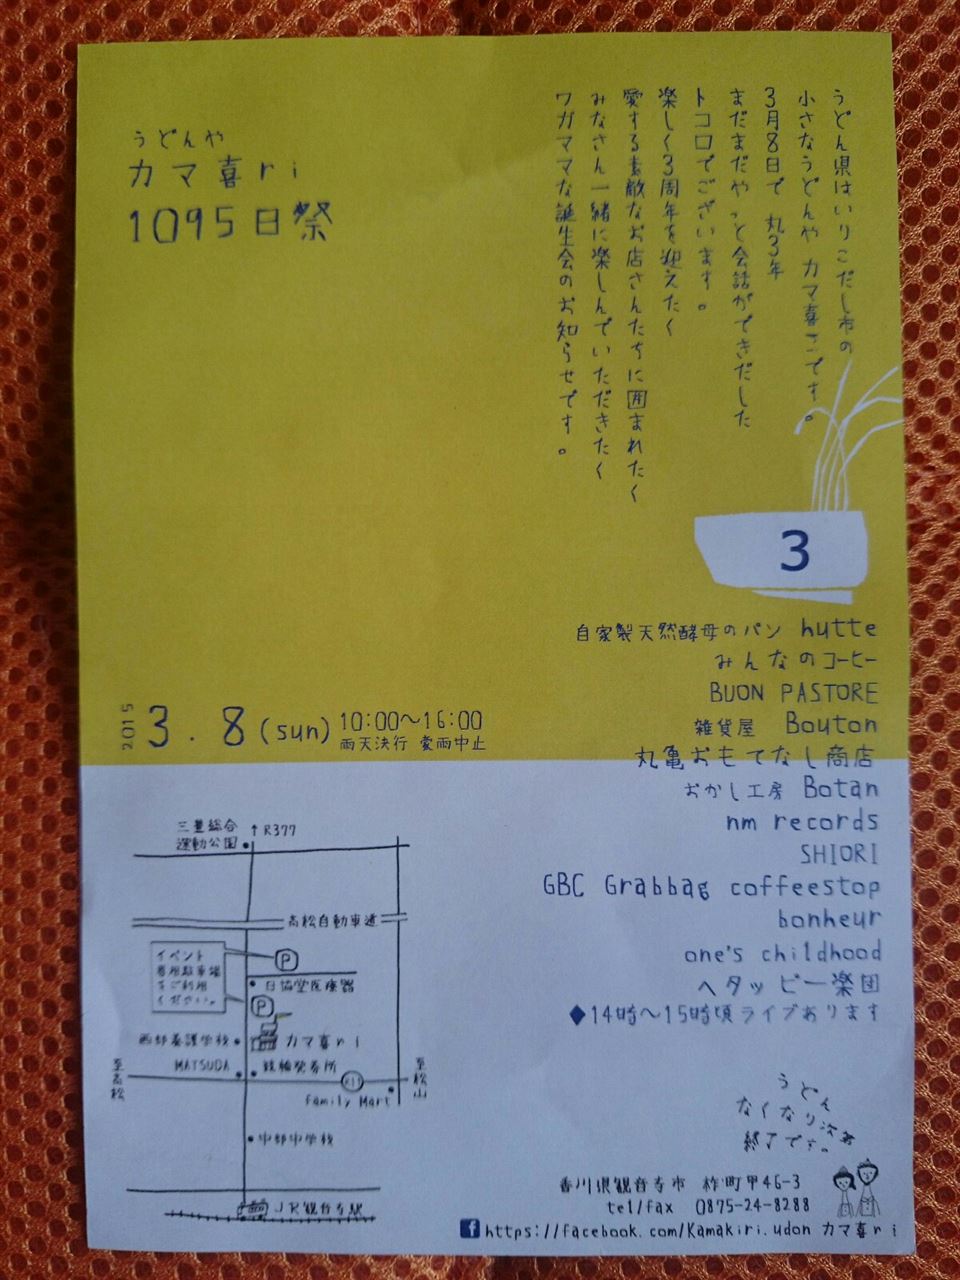 うどんや
カマ喜ri
1095日祭
うどん県はいりこだし市の
小さなうどんや カマ喜riです。
3月8日で 丸3年
まだまだやっと会話ができだした
トコロでございます。
楽しく3周年を迎えたく
愛する素敵なお店さんたちに囲まれたく
みなさん一緒に楽しんでいただきたく
ワガママな誕生会のお知らせです。
3
2015
3.8(sun) 10:00〜16:00
雨天決行 豪雨中止
自家製天然酵母のパン hutte
みんなのコーヒー
BUON PASTORE
雑貨屋 Bouton
丸亀おもてなし商店
おかし工房 Botan
nm records
SHIORI
GBC Grabbag coffeestop
bonheur
one's childhood
ヘタッピー楽団
◆14時〜15時頃ライブあります
三豊総合
運動公園
↑R377
高松自動車道
イベント
専用駐車場
をご利用
ください。
P
日協堂医療器
P
西部養護学校
カマ喜ri
MATSUDA
競輪発券所
至高松
R11
至松山
family Mart
中部中学校
JR観音寺駅
うどん
なくなり次第
終了です。
香川県観音寺市 柞町甲46-3
tel/fax 0875-24-8288
https://facebook.com/Kamakiri.udon カマ喜ri